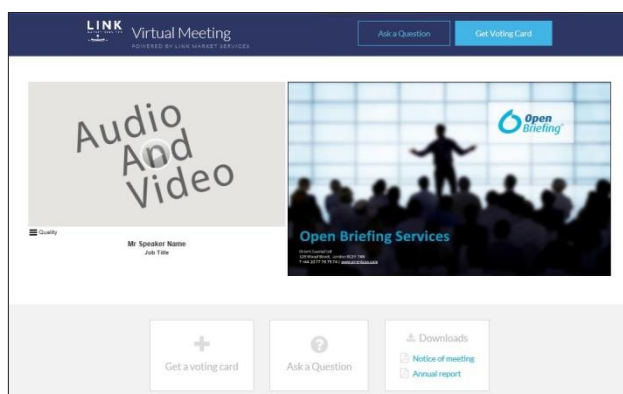 LINK
Virtual Meeting
POWERED BY LINK MARKET SERVICES
Ask a Question
Get Voting Card
Audio
And
Video
Open
Briefing
Quality
Mr Speaker Name
Job Title
Open Briefing Services
Get a voting card
Ask a Question
Downloads
Notice of meeting
Annual report